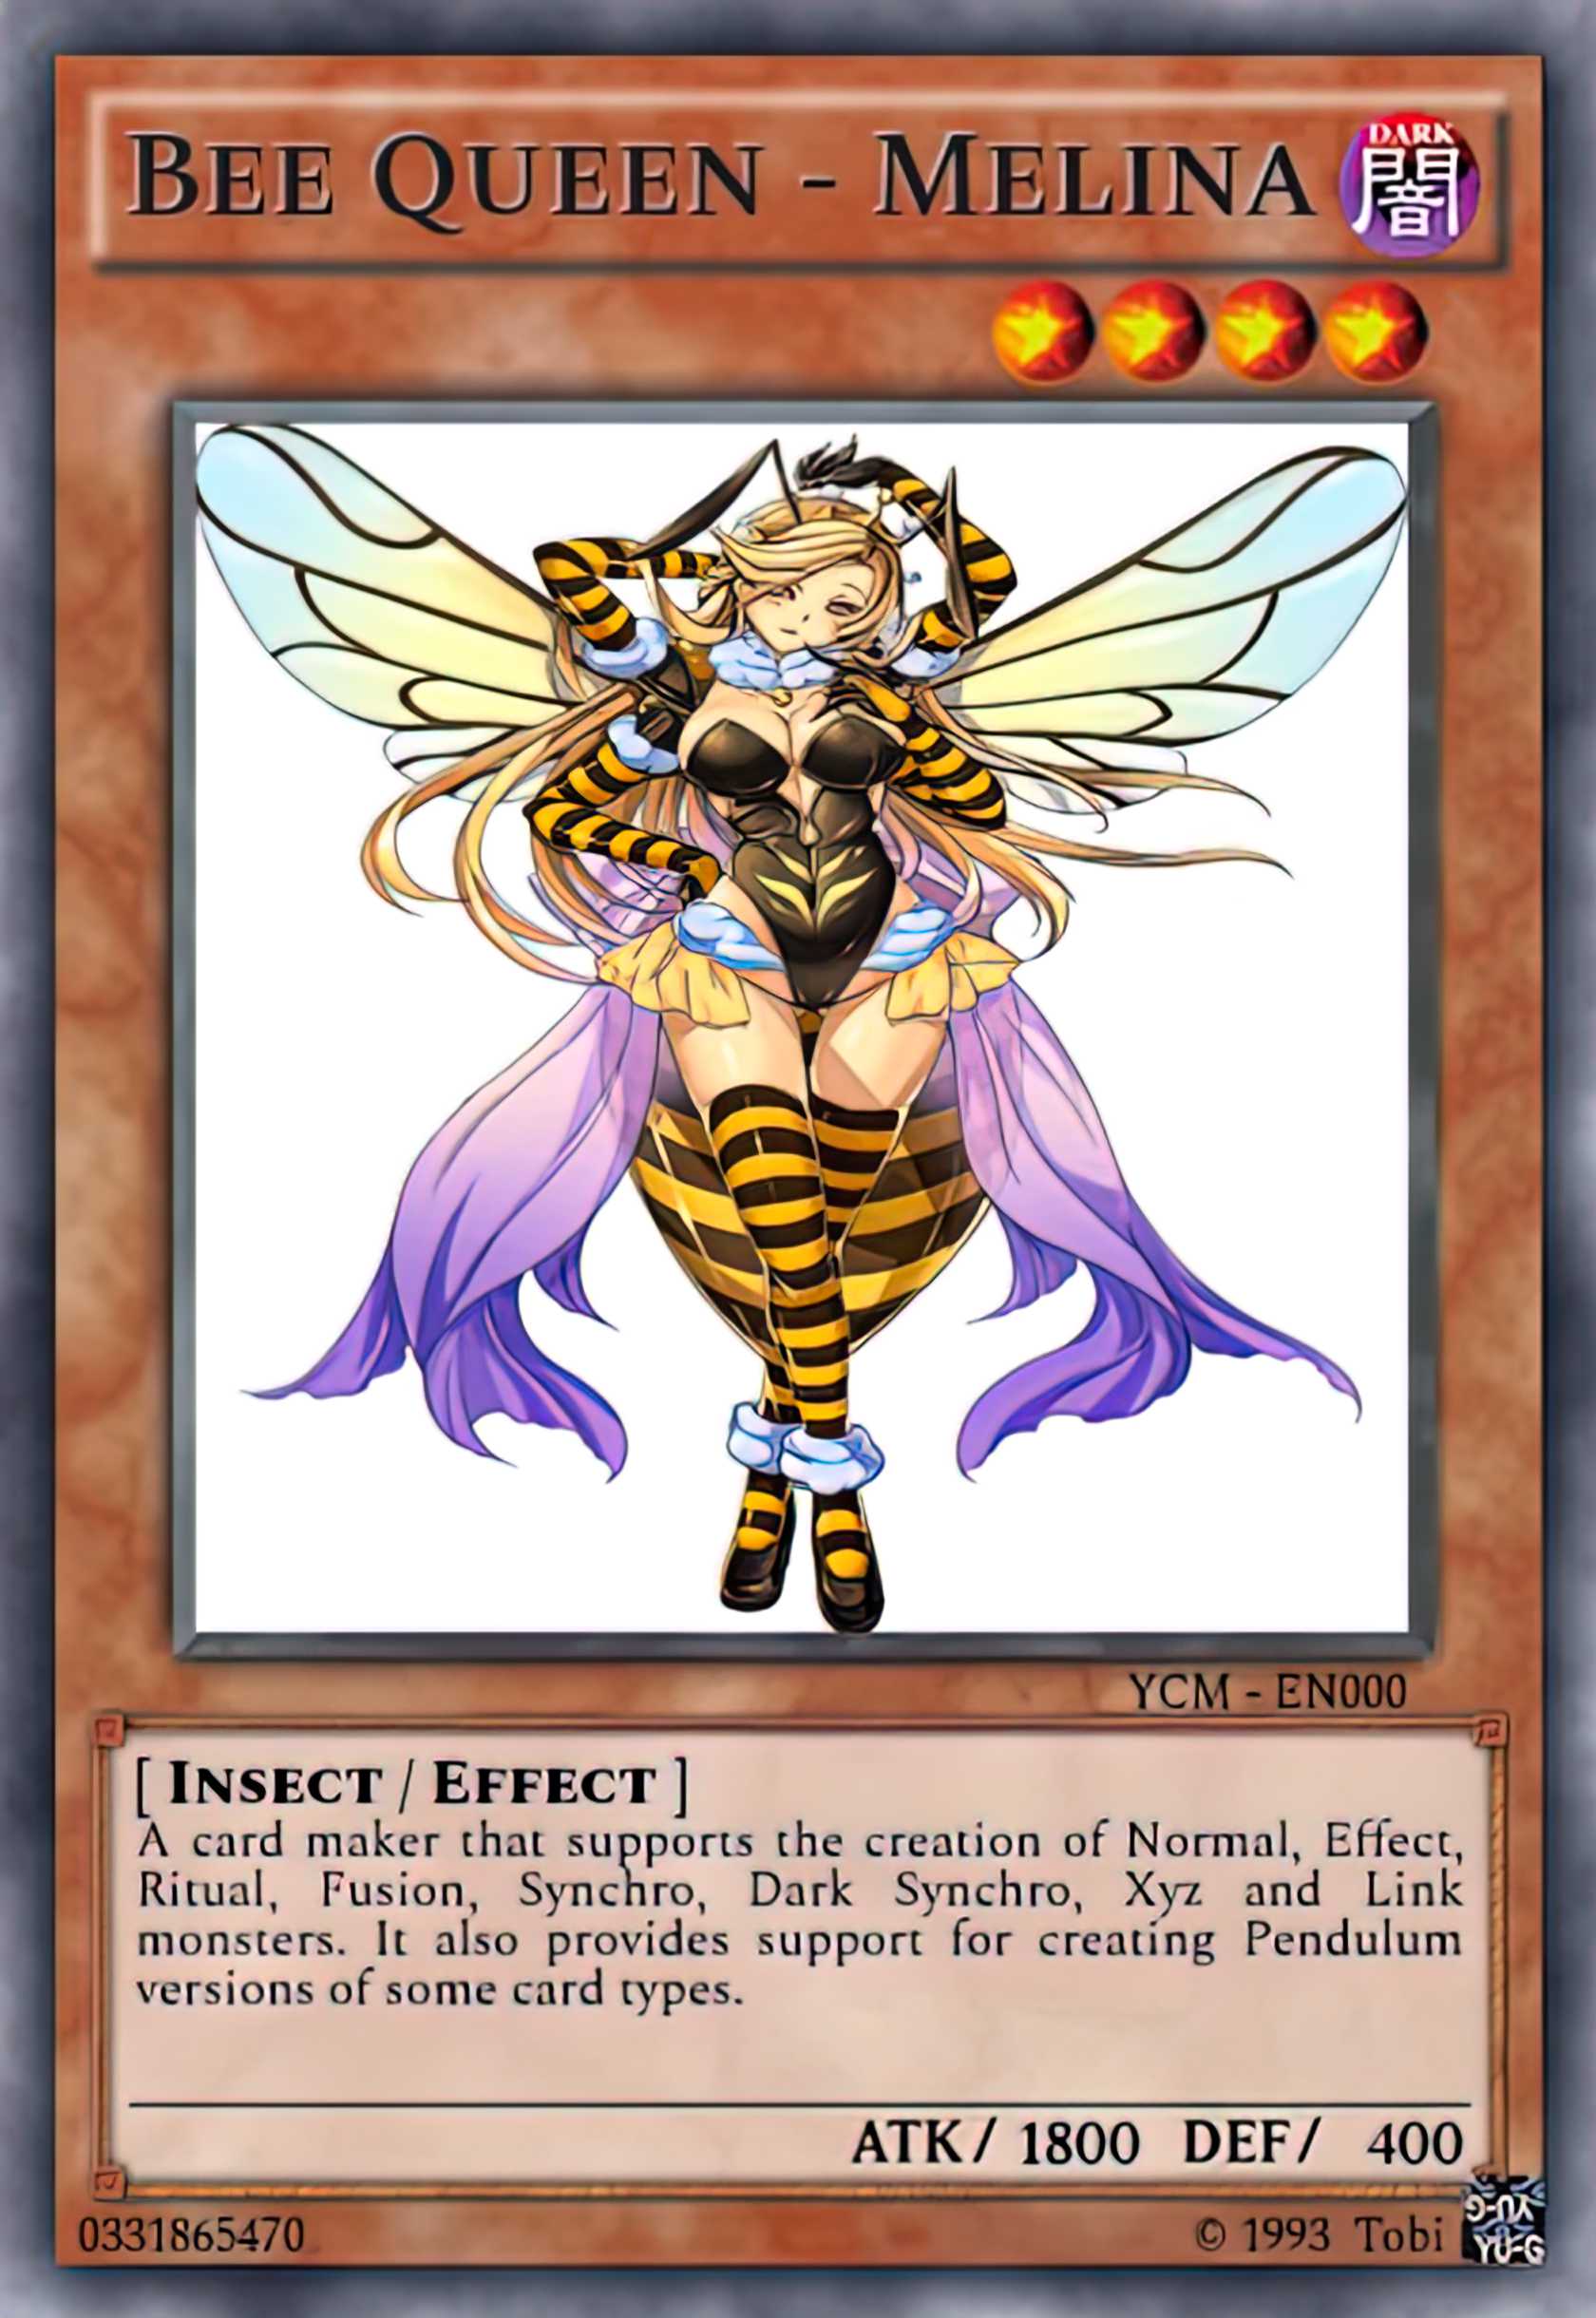 BEE QUEEN - MELINA
DARK
闇
YCM - EN000
[ INSECT / EFFECT ]
A card maker that supports the creation of Normal, Effect,
Ritual, Fusion, Synchro, Dark Synchro, Xyz and Link
monsters. It also provides support for creating Pendulum
versions of some card types.
ATK/ 1800 DEF/ 400
0331865470
© 1993 Tobi